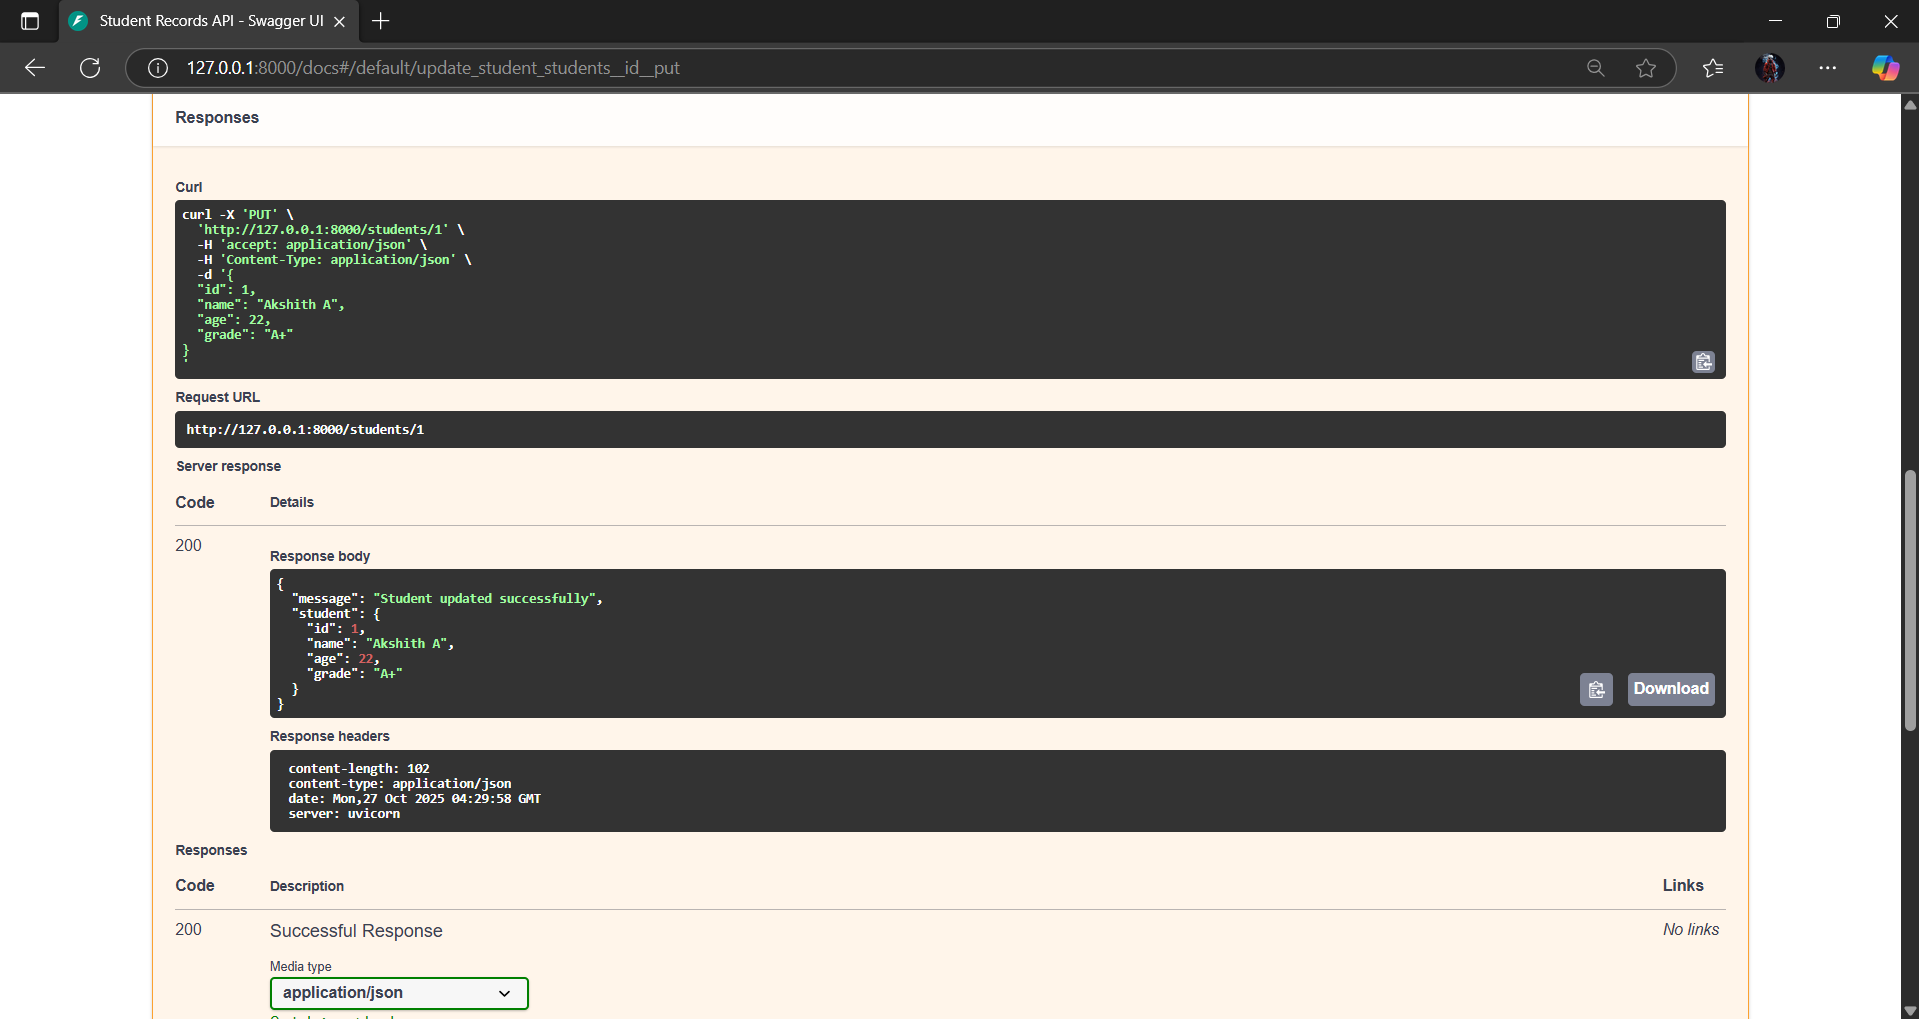 Student Records API - Swagger UI
127.0.0.1:8000/docs#/default/update_student_students__id__put
Responses
Curl
curl -X 'PUT' \
'http://127.0.0.1:8000/students/1' \
-H 'accept: application/json' \
-H 'Content-Type: application/json' \
-d '{
"id": 1,
"name": "Akshith A",
"age": 22,
"grade": "A+"
}
'
Request URL
http://127.0.0.1:8000/students/1
Server response
Code Details
200
Response body
{
"message": "Student updated successfully",
"student": {
"id": 1,
"name": "Akshith A",
"age": 22,
"grade": "A+"
}
}
Download
Response headers
content-length: 102
content-type: application/json
date: Mon,27 Oct 2025 04:29:58 GMT
server: uvicorn
Responses
Code Description Links
200 Successful Response No links
Media type
application/json